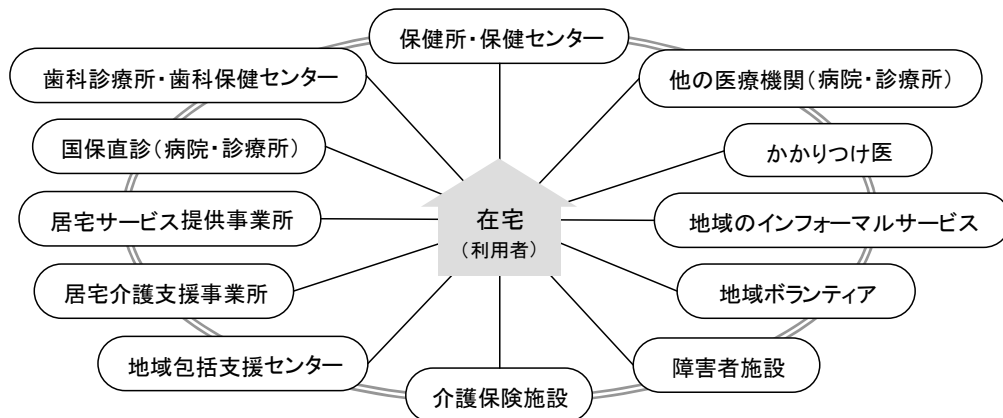 保健所・保健センター
歯科診療所・歯科保健センター
他の医療機関（病院・診療所）
国保直診（病院・診療所）
かかりつけ医
居宅サービス提供事業所
在宅
（利用者）
地域のインフォーマルサービス
居宅介護支援事業所
地域ボランティア
地域包括支援センター
障害者施設
介護保険施設